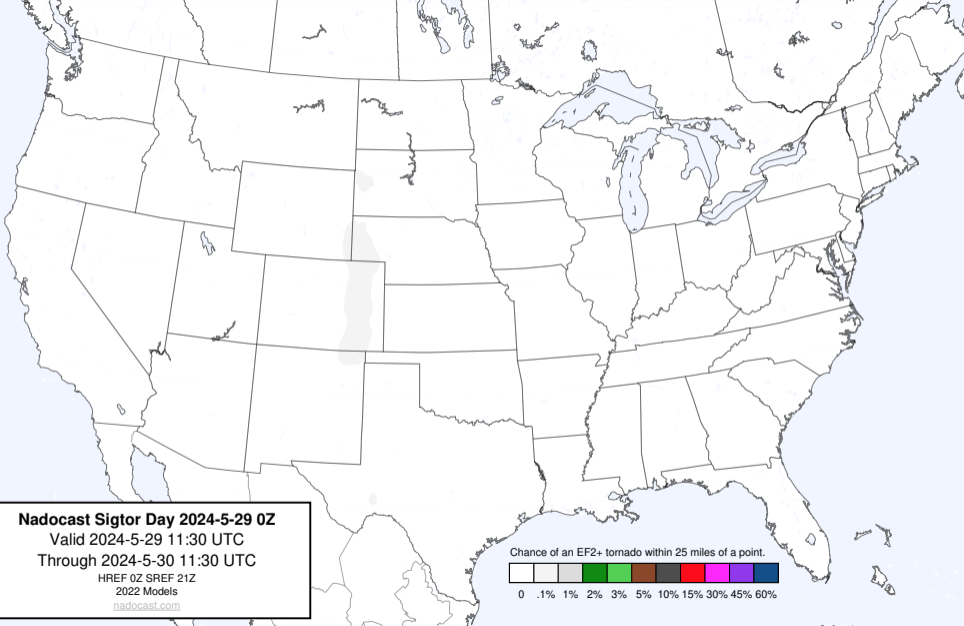 Nadocast Sigtor Day 2024-5-29 0Z
Valid 2024-5-29 11:30 UTC
Through 2024-5-30 11:30 UTC
HREF 0Z SREF 21Z
2022 Models
nadocast.com
Chance of an EF2+ tornado within 25 miles of a point.
0 .1% 1% 2% 3% 5% 10% 15% 30% 45% 60%